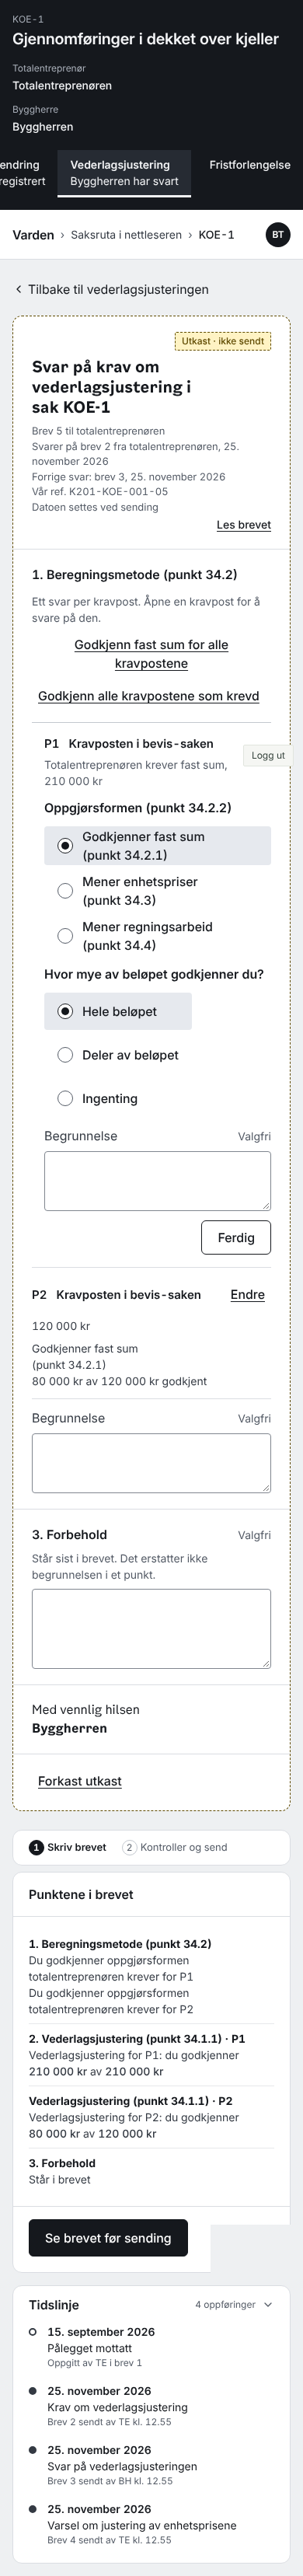 KOE-1
Gjennomføringer i dekket over kjeller
Totalentreprenør
Totalentreprenøren
Byggherre
Byggherren
endring
registrert
Vederlagsjustering
Byggherren har svart
Fristforlengelse
Varden › Saksruta i nettleseren › KOE-1
BT
Tilbake til vederlagsjusteringen
Utkast · ikke sendt
Svar på krav om
vederlagsjustering i
sak KOE-1
Brev 5 til totalentreprenøren
Svarer på brev 2 fra totalentreprenøren, 25.
november 2026
Forrige svar: brev 3, 25. november 2026
Vår ref. K201-KOE-001-05
Datoen settes ved sending
Les brevet
1. Beregningsmetode (punkt 34.2)
Ett svar per kravpost. Åpne en kravpost for å
svare på den.
Godkjenn fast sum for alle
kravpostene
Godkjenn alle kravpostene som krevd
P1 Kravposten i bevis-saken
Totalentreprenøren krever fast sum,
210 000 kr
Logg ut
Oppgjørsformen (punkt 34.2.2)
Godkjenner fast sum
(punkt 34.2.1)
Mener enhetspriser
(punkt 34.3)
Mener regningsarbeid
(punkt 34.4)
Hvor mye av beløpet godkjenner du?
Hele beløpet
Deler av beløpet
Ingenting
Begrunnelse Valgfri
Ferdig
P2 Kravposten i bevis-saken Endre
120 000 kr
Godkjenner fast sum
(punkt 34.2.1)
80 000 kr av 120 000 kr godkjent
Begrunnelse Valgfri
3. Forbehold Valgfri
Står sist i brevet. Det erstatter ikke
begrunnelsen i et punkt.
Med vennlig hilsen
Byggherren
Forkast utkast
1 Skriv brevet 2 Kontroller og send
Punktene i brevet
1. Beregningsmetode (punkt 34.2)
Du godkjenner oppgjørsformen
totalentreprenøren krever for P1
Du godkjenner oppgjørsformen
totalentreprenøren krever for P2
2. Vederlagsjustering (punkt 34.1.1) · P1
Vederlagsjustering for P1: du godkjenner
210 000 kr av 210 000 kr
Vederlagsjustering (punkt 34.1.1) · P2
Vederlagsjustering for P2: du godkjenner
80 000 kr av 120 000 kr
3. Forbehold
Står i brevet
Se brevet før sending
Tidslinje 4 oppføringer
15. september 2026
Pålegget mottatt
Oppgitt av TE i brev 1
25. november 2026
Krav om vederlagsjustering
Brev 2 sendt av TE kl. 12.55
25. november 2026
Svar på vederlagsjusteringen
Brev 3 sendt av BH kl. 12.55
25. november 2026
Varsel om justering av enhetsprisene
Brev 4 sendt av TE kl. 12.55